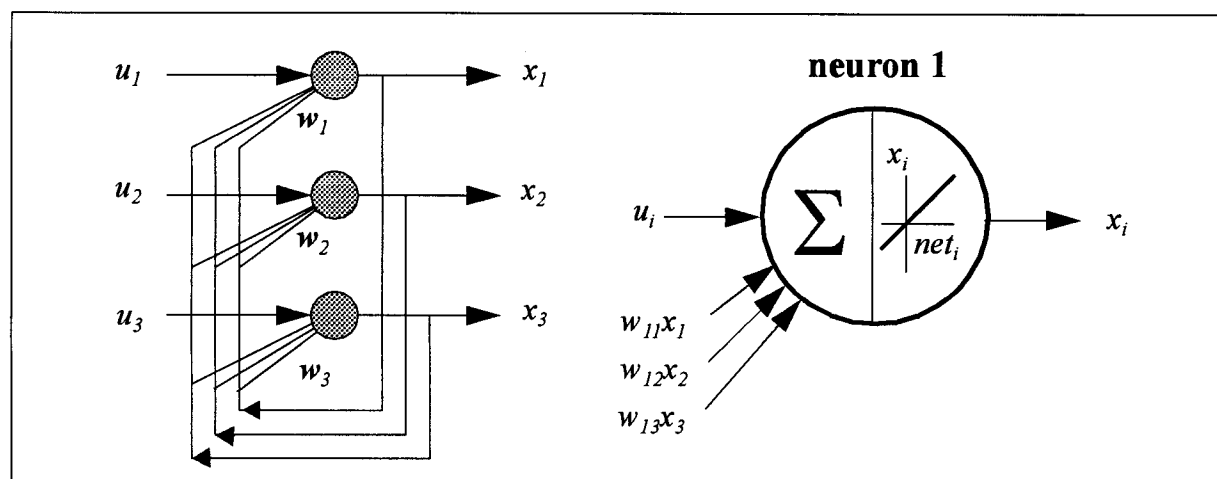 u1
x1
w1
u2
x2
w2
u3
x3
w3
neuron 1
xi
ui
Σ
neti
xi
w11x1
w12x2
w13x3